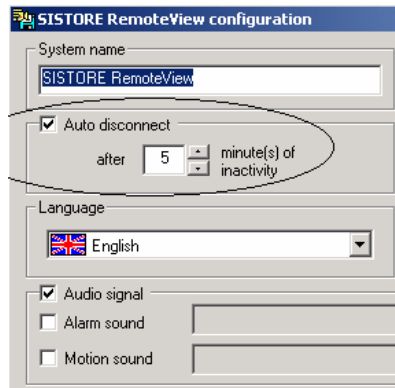 SISTORE RemoteView configuration
System name
SISTORE RemoteView
Auto disconnect
after 5 minute(s) of
inactivity
Language
English
Audio signal
Alarm sound
Motion sound